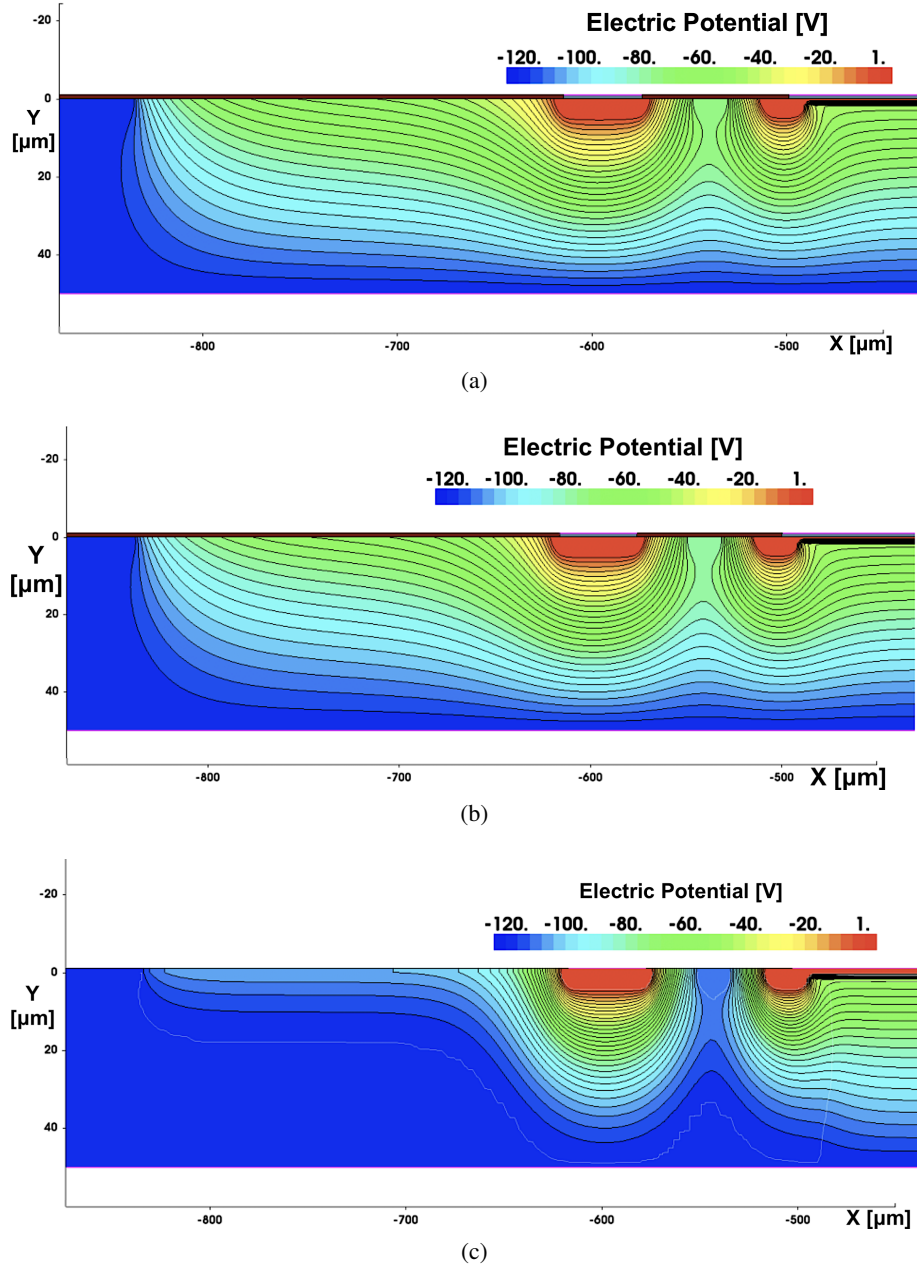 Electric Potential [V]
-120. -100. -80. -60. -40. -20. 1.
-20
0
Y
[µm]
20
40
-800 -700 -600 -500 X [µm]
(a)
Electric Potential [V]
-120. -100. -80. -60. -40. -20. 1.
-20
0
Y
[µm]
20
40
-800 -700 -600 -500 X [µm]
(b)
Electric Potential [V]
-120. -100. -80. -60. -40. -20. 1.
-20
0
Y
[µm]
20
40
-800 -700 -600 -500 X [µm]
(c)